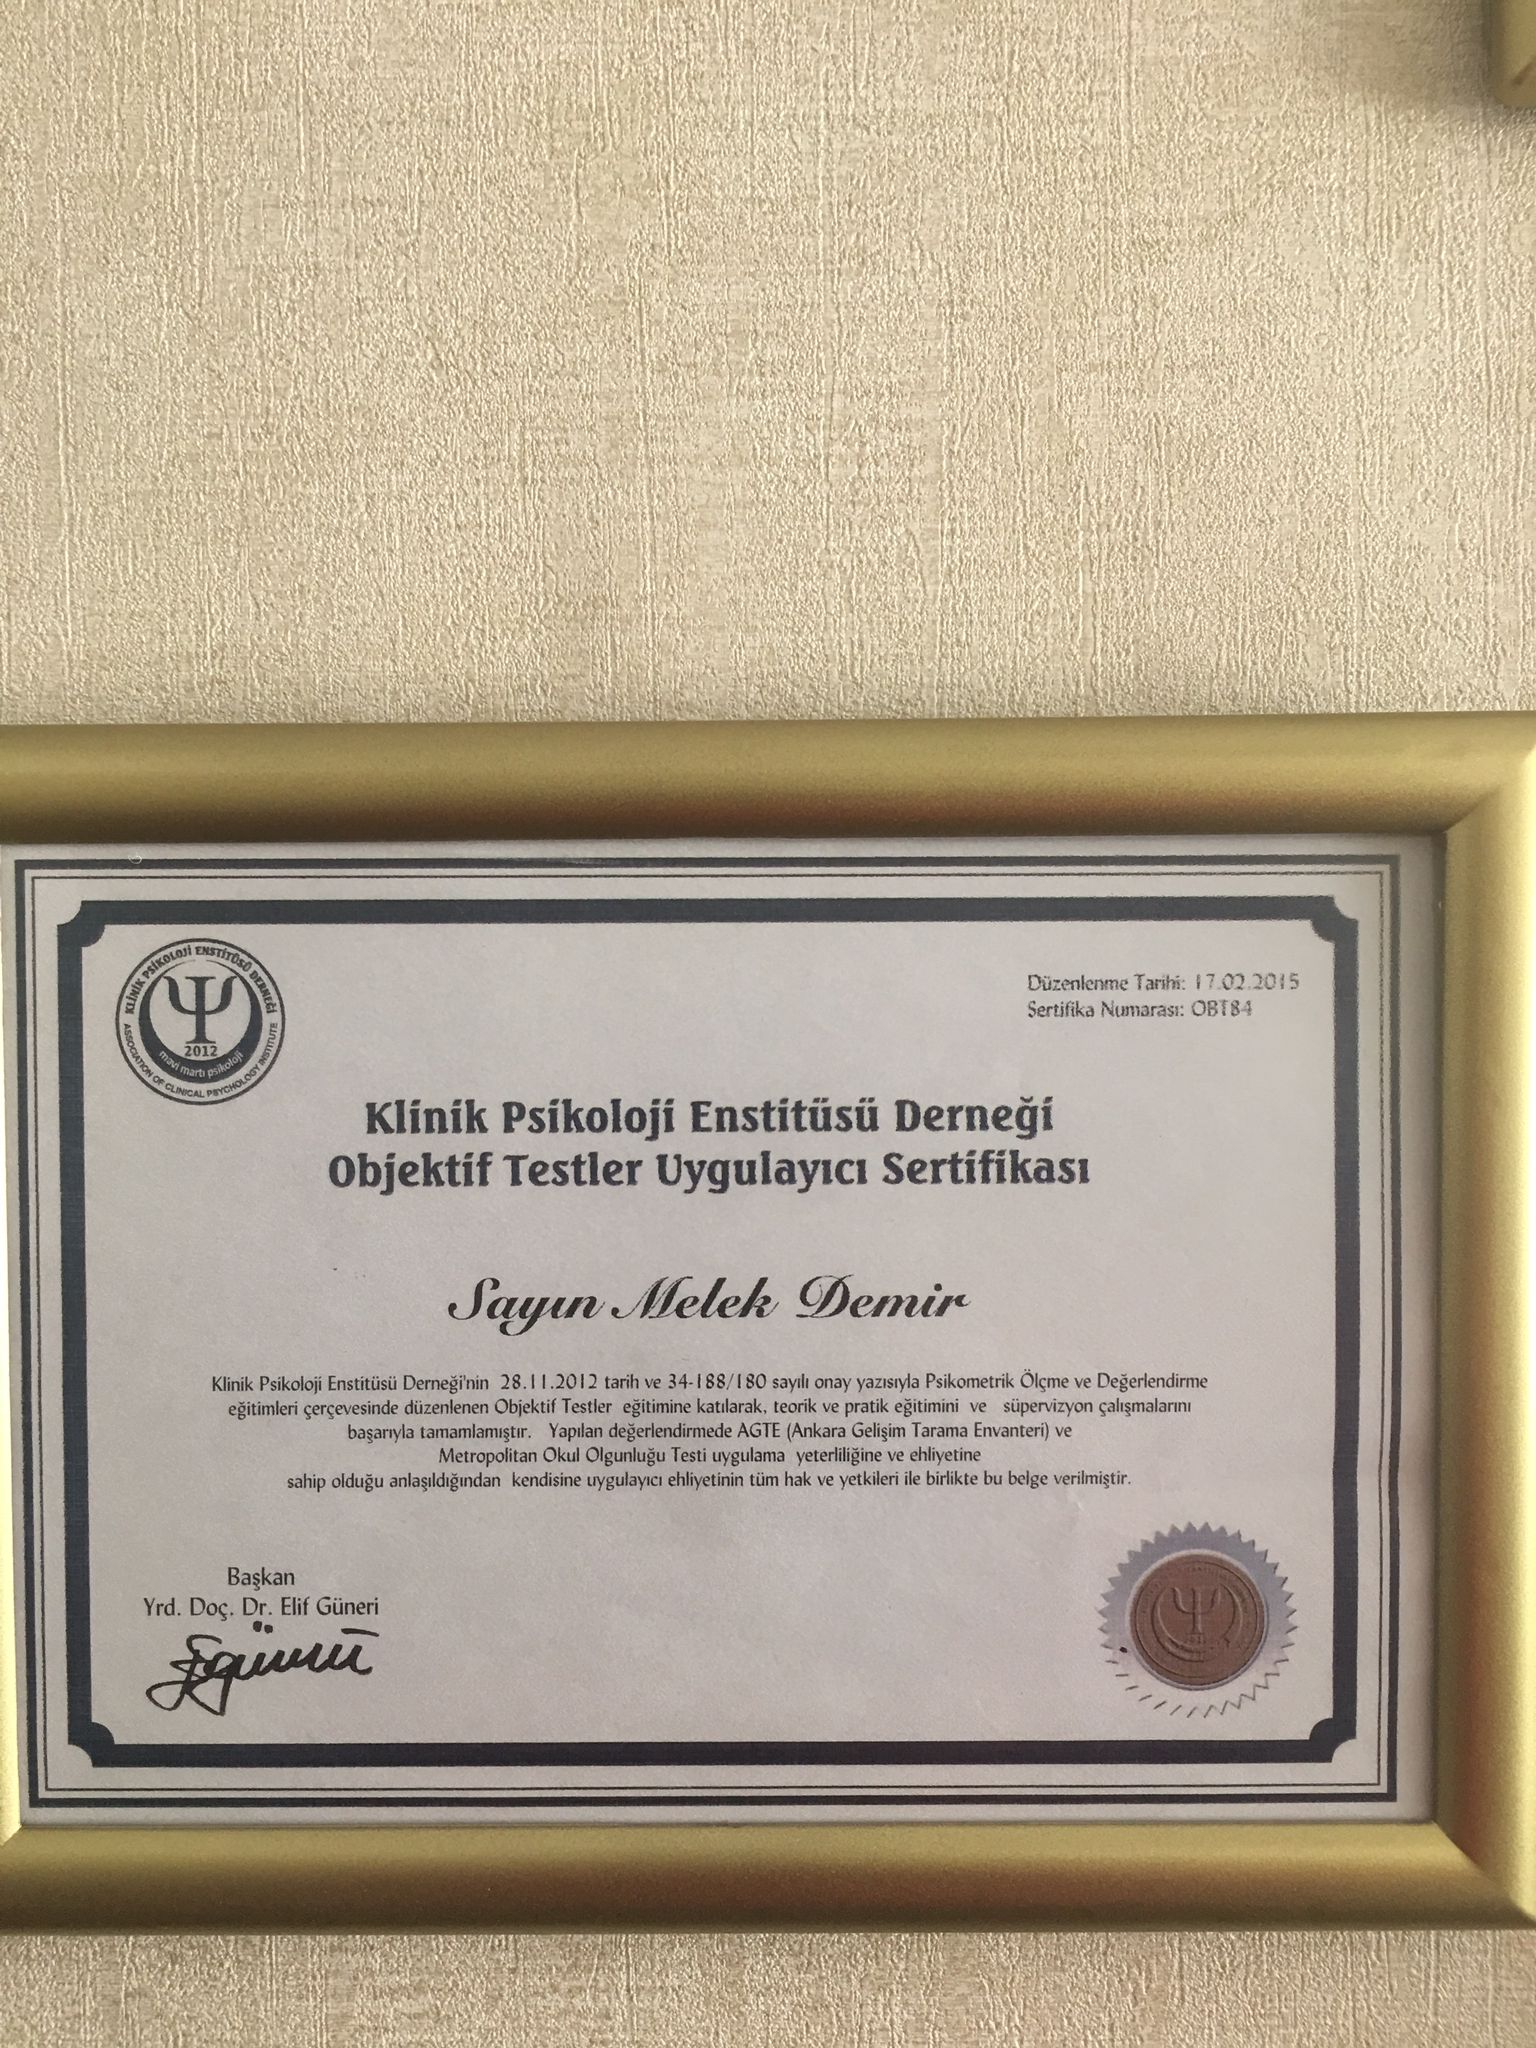 KLİNİK PSİKOLOJİ ENSTİTÜSÜ DERNEĞİ
2012
mavi martı psikoloji
ASSOCIATION OF CLINICAL PSYCHOLOGY INSTITUTE
Düzenlenme Tarihi: 17.02.2015
Sertifika Numarası: OBT84
Klinik Psikoloji Enstitüsü Derneği
Objektif Testler Uygulayıcı Sertifikası
Sayın Melek Demir
Klinik Psikoloji Enstitüsü Derneği'nin 28.11.2012 tarih ve 34-188/180 sayılı onay yazısıyla Psikometrik Ölçme ve Değerlendirme
eğitimleri çerçevesinde düzenlenen Objektif Testler eğitimine katılarak, teorik ve pratik eğitimini ve süpervizyon çalışmalarını
başarıyla tamamlamıştır. Yapılan değerlendirmede AGTE (Ankara Gelişim Tarama Envanteri) ve
Metropolitan Okul Olgunluğu Testi uygulama yeterliliğine ve ehliyetine
sahip olduğu anlaşıldığından kendisine uygulayıcı ehliyetinin tüm hak ve yetkileri ile birlikte bu belge verilmiştir.
Başkan
Yrd. Doç. Dr. Elif Güneri